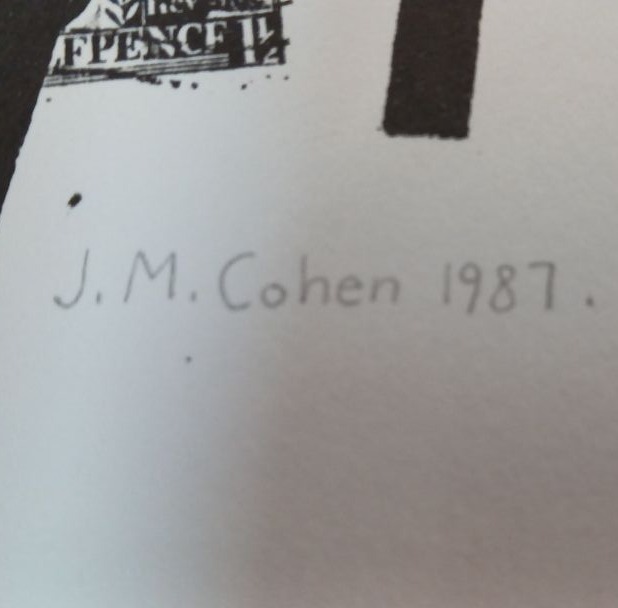 FPENCE 1½
J. M. Cohen 1987.